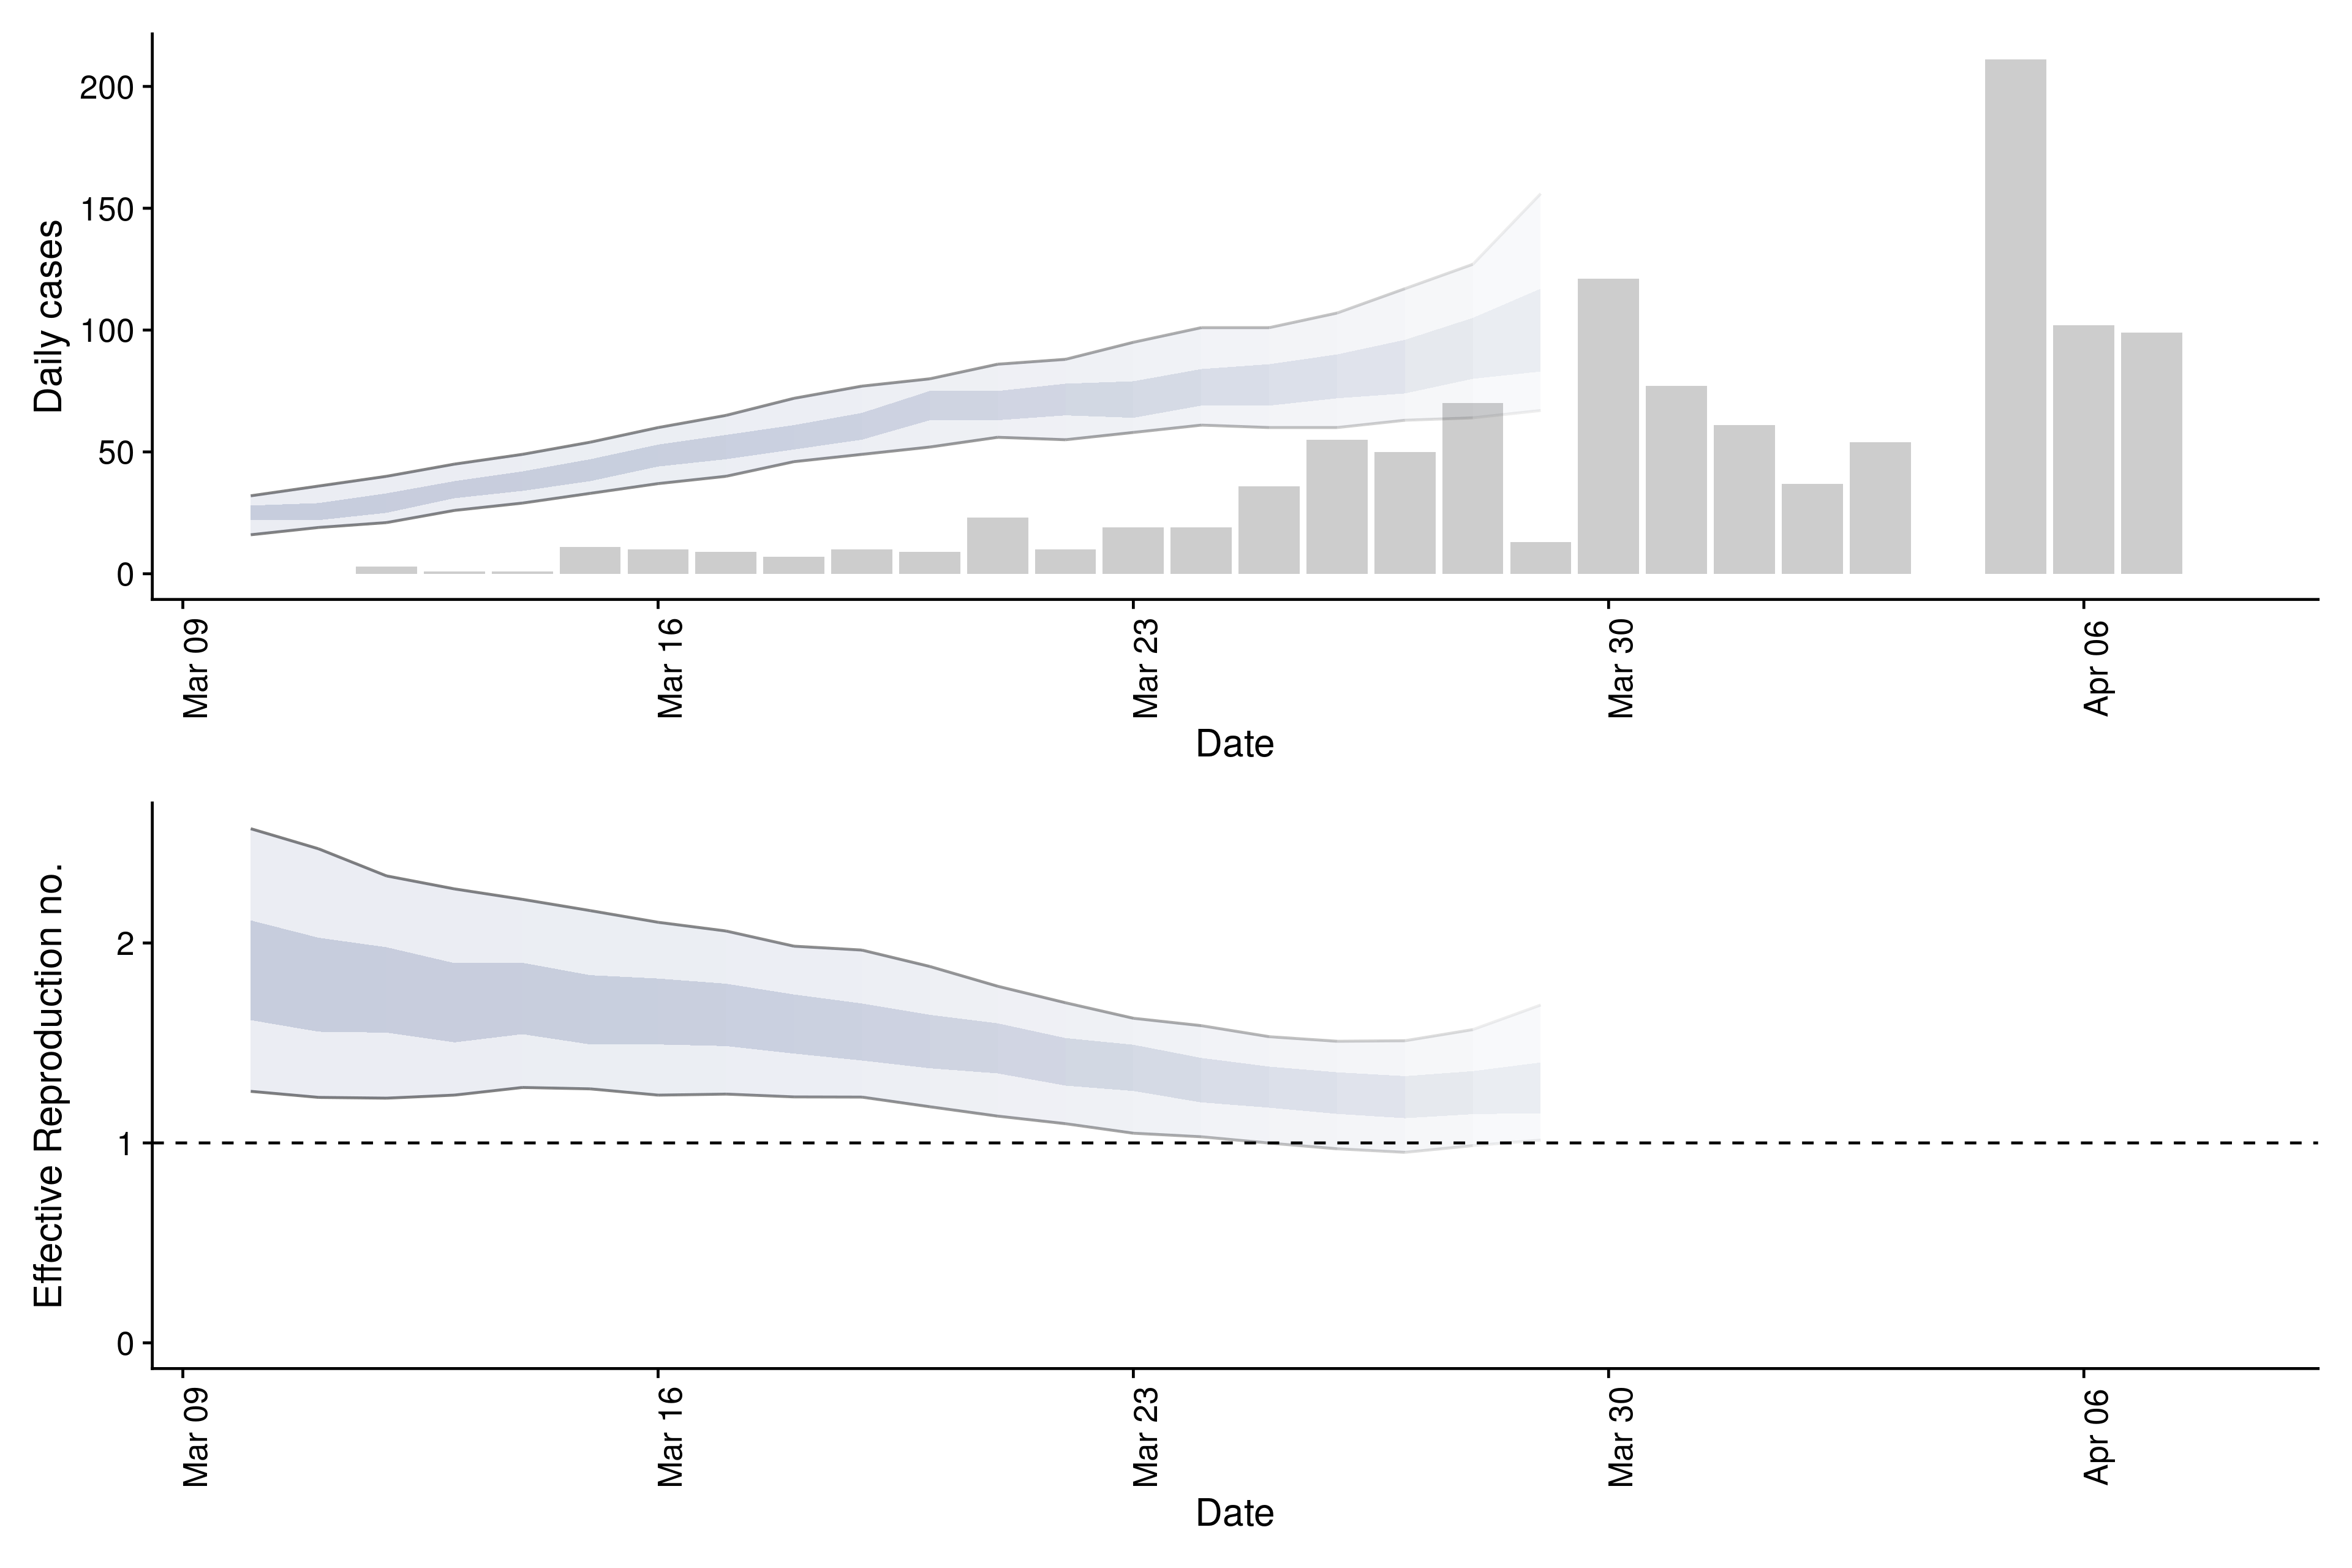 Daily cases
200
150
100
50
0
Mar 09
Mar 16
Mar 23
Mar 30
Apr 06
Date
Effective Reproduction no.
2
1
0
Mar 09
Mar 16
Mar 23
Mar 30
Apr 06
Date